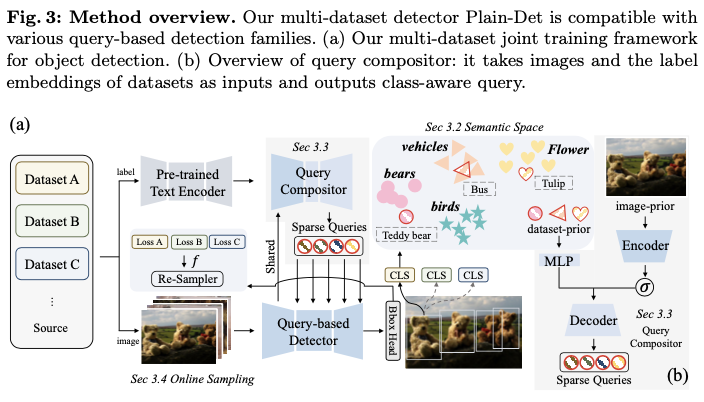 Fig. 3: Method overview. Our multi-dataset detector Plain-Det is compatible with
various query-based detection families. (a) Our multi-dataset joint training framework
for object detection. (b) Overview of query compositor: it takes images and the label
embeddings of datasets as inputs and outputs class-aware query.
(a)
Dataset A
Dataset B
Dataset C
⋮
Source
label
Pre-trained
Text Encoder
Loss A
Loss B
Loss C
f
Re-Sampler
image
Sec 3.4 Online Sampling
Sec 3.3
Query
Compositor
Sparse Queries
Shared
Query-based
Detector
Bbox Head
CLS
CLS
CLS
Sec 3.2 Semantic Space
vehicles
Flower
bears
Bus
Tulip
birds
Teddy bear
dataset-prior
image-prior
MLP
Encoder
σ
Decoder
Sec 3.3
Query
Compositor
Sparse Queries
(b)